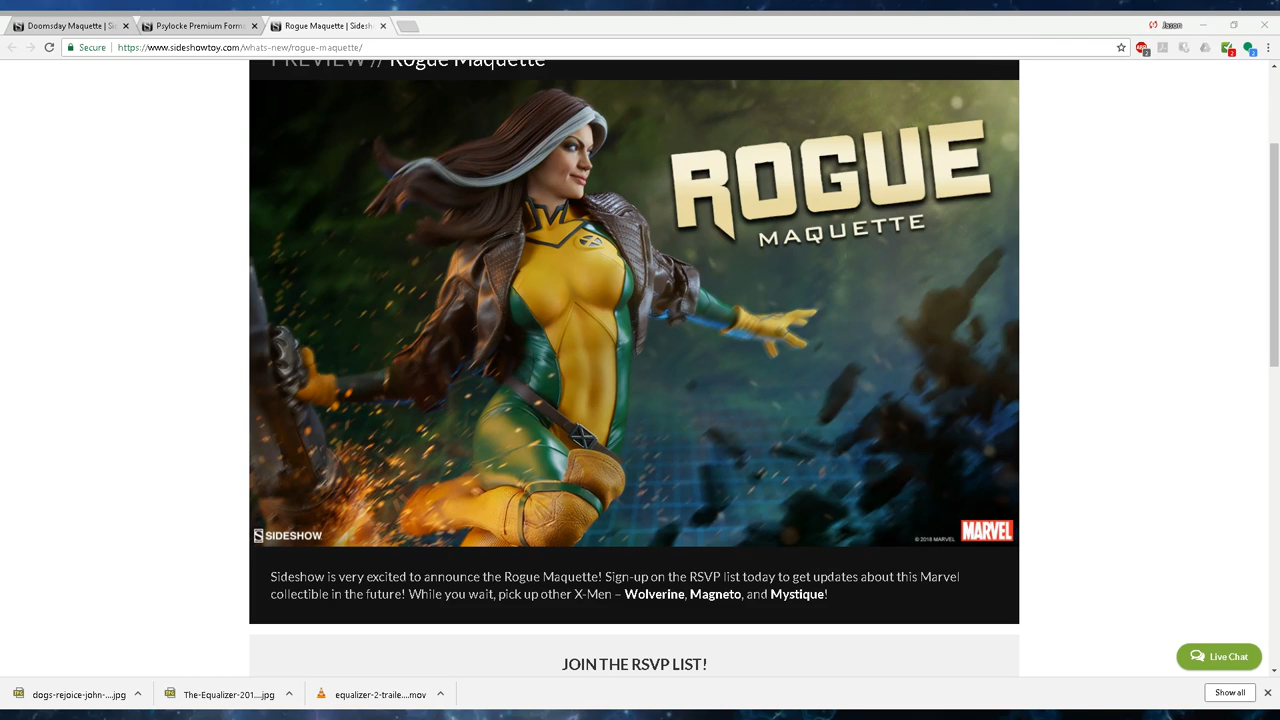 Doomsday Maquette | Si
Psylocke Premium Form
Rogue Maquette | Sidesh
Jason
Secure
https://www.sideshowtoy.com/whats-new/rogue-maquette/
PREVIEW // Rogue Maquette
ROGUE
MAQUETTE
SIDESHOW
© 2018 MARVEL
MARVEL
Sideshow is very excited to announce the Rogue Maquette! Sign-up on the RSVP list today to get updates about this Marvel
collectible in the future! While you wait, pick up other X-Men – Wolverine, Magneto, and Mystique!
JOIN THE RSVP LIST!
Live Chat
dogs-rejoice-john-....jpg
The-Equalizer-201....jpg
equalizer-2-traile....mov
Show all